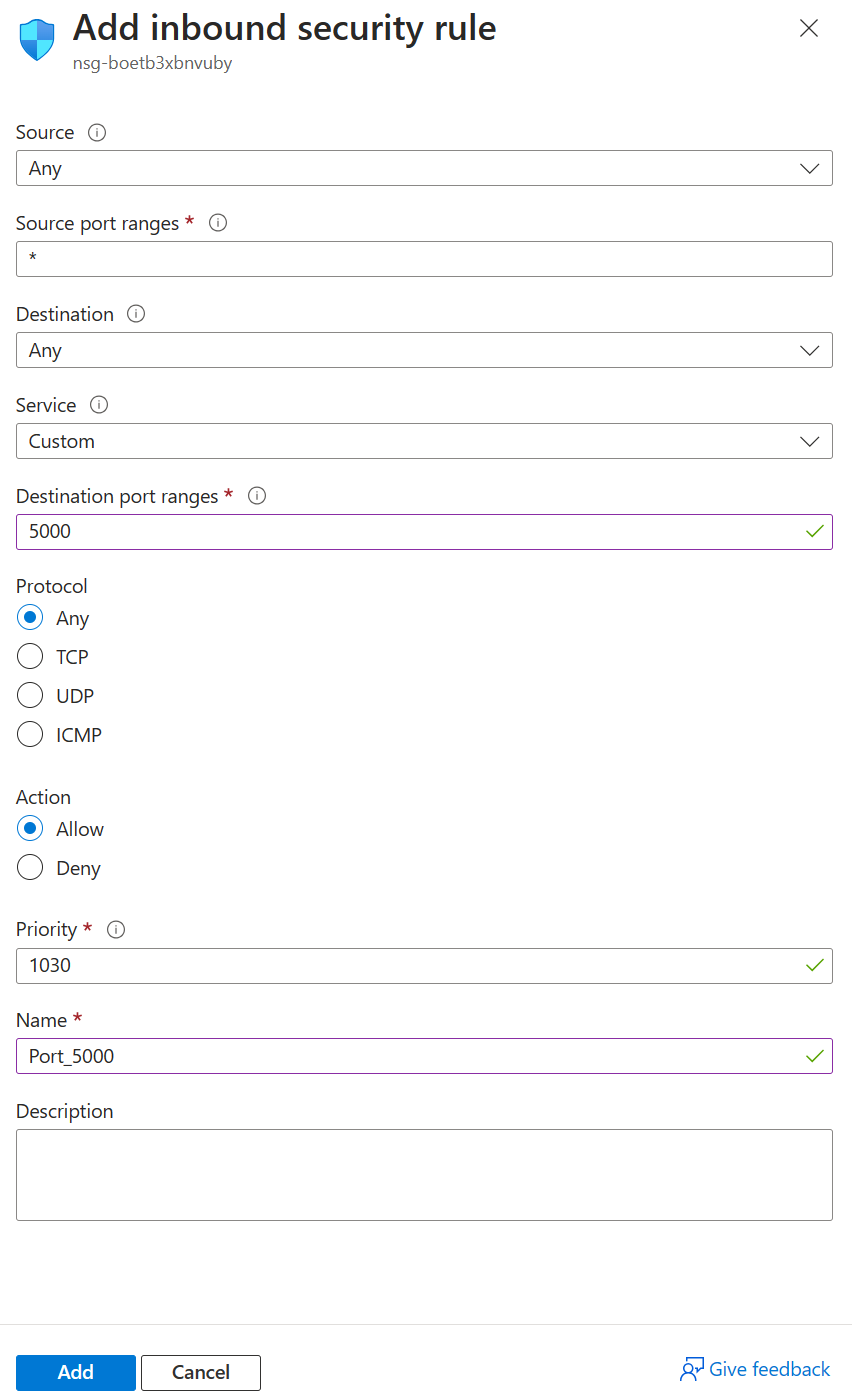 Add inbound security rule
nsg-boetb3xbnvuby
Source
Any
Source port ranges *
*
Destination
Any
Service
Custom
Destination port ranges *
5000
Protocol
Any
TCP
UDP
ICMP
Action
Allow
Deny
Priority *
1030
Name *
Port_5000
Description
Add Cancel Give feedback